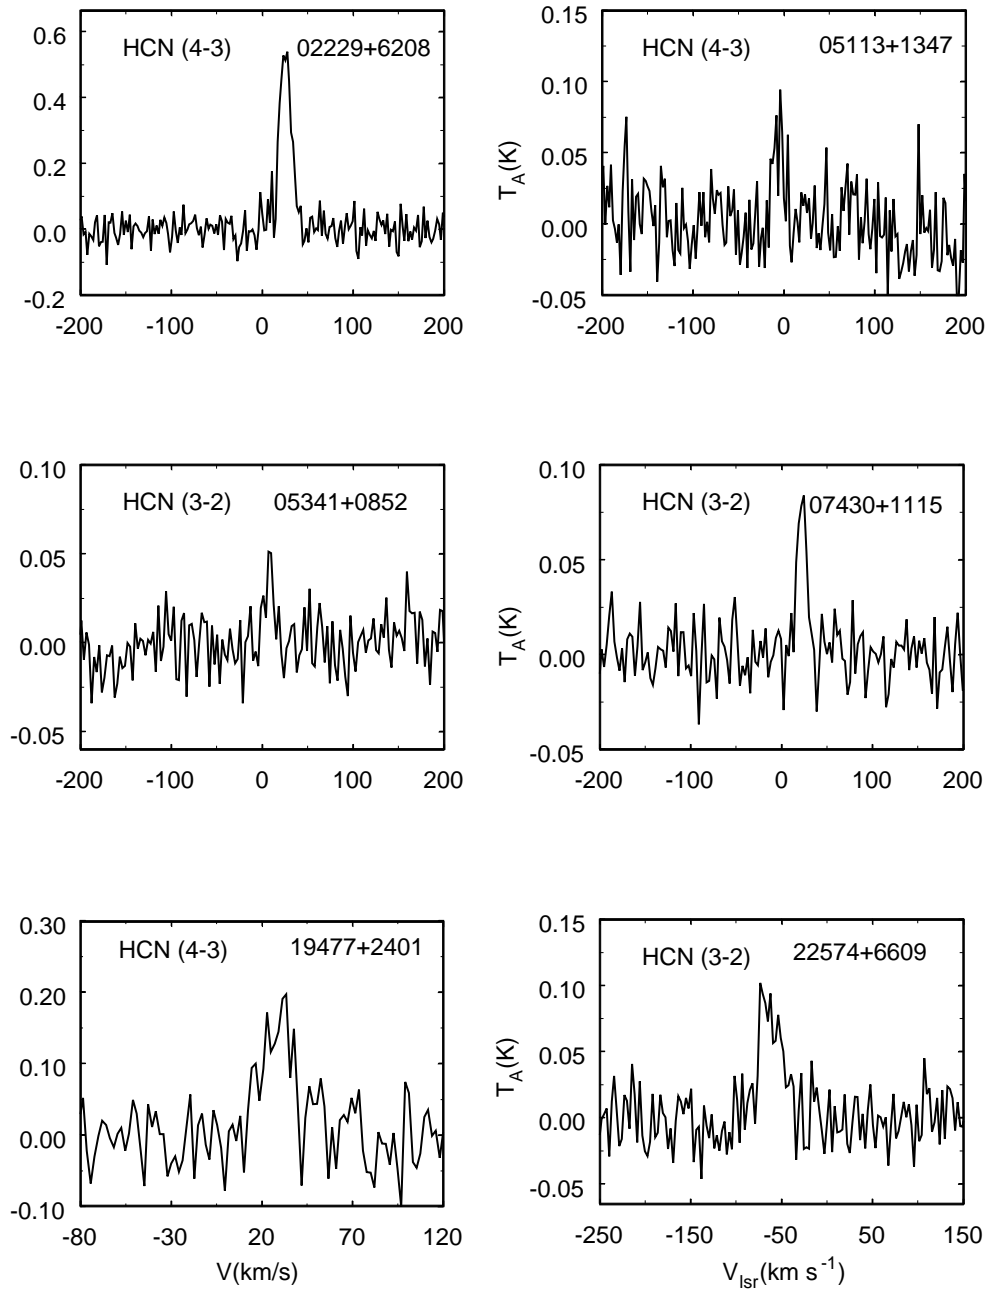 HCN (4-3) 02229+6208
0.6
0.4
0.2
0.0
-0.2
-200 -100 0 100 200
HCN (4-3) 05113+1347
T_A(K)
0.15
0.10
0.05
0.00
-0.05
-200 -100 0 100 200
HCN (3-2) 05341+0852
0.10
0.05
0.00
-0.05
-200 -100 0 100 200
HCN (3-2) 07430+1115
T_A(K)
0.10
0.05
0.00
-0.05
-200 -100 0 100 200
HCN (4-3) 19477+2401
0.30
0.20
0.10
0.00
-0.10
-80 -30 20 70 120
V(km/s)
HCN (3-2) 22574+6609
T_A(K)
0.15
0.10
0.05
0.00
-0.05
-250 -150 -50 50 150
V_lsr(km s⁻¹)